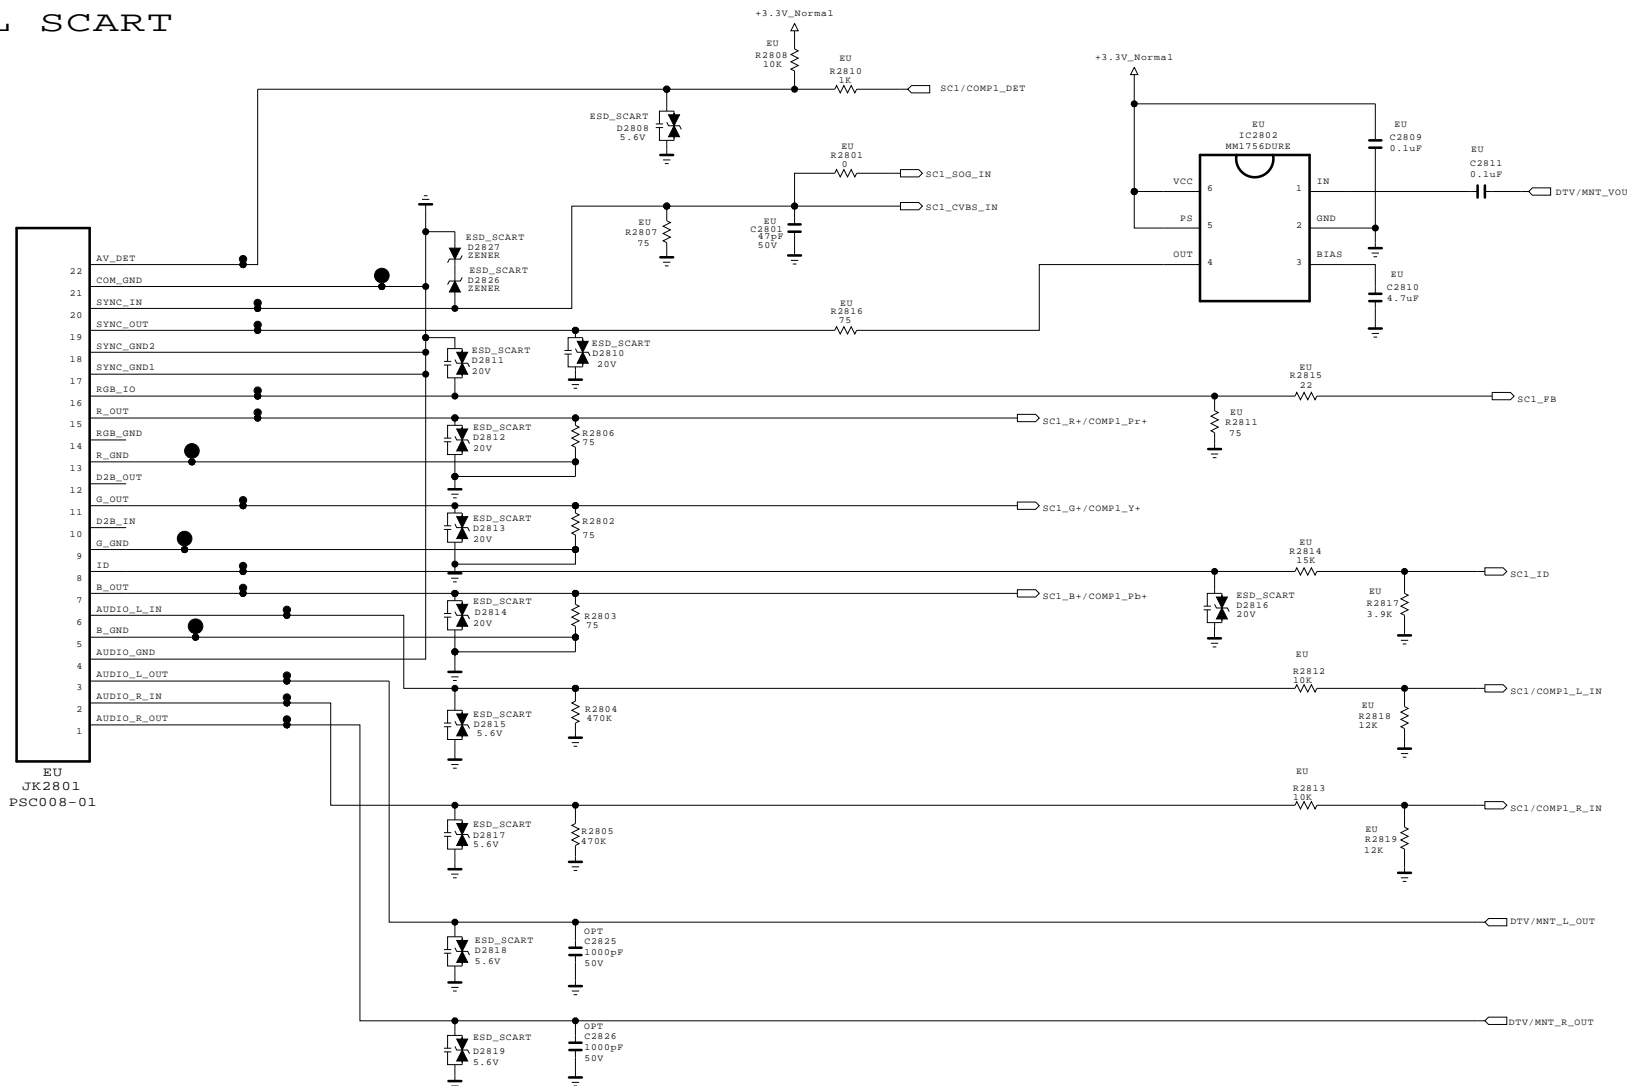 SCART
+3.3V_Normal
EU
R2808
10K
EU
R2810
1K
SC1/COMP1_DET
ESD_SCART
D2808
5.6V
EU
R2801
0
SC1_SOG_IN
SC1_CVBS_IN
EU
R2807
75
EU
C2801
47pF
50V
+3.3V_Normal
EU
IC2802
MM1756DURE
VCC
6
PS
5
OUT
4
1
IN
2
GND
3
BIAS
EU
C2809
0.1uF
EU
C2811
0.1uF
DTV/MNT_VOU
EU
C2810
4.7uF
AV_DET
22
COM_GND
21
SYNC_IN
20
SYNC_OUT
19
SYNC_GND2
18
SYNC_GND1
17
RGB_IO
16
R_OUT
15
RGB_GND
14
R_GND
13
D2B_OUT
12
G_OUT
11
D2B_IN
10
G_GND
9
ID
8
B_OUT
7
AUDIO_L_IN
6
B_GND
5
AUDIO_GND
4
AUDIO_L_OUT
3
AUDIO_R_IN
2
AUDIO_R_OUT
1
EU
JK2801
PSC008-01
ESD_SCART
D2827
ZENER
ESD_SCART
D2826
ZENER
EU
R2816
75
ESD_SCART
D2811
20V
ESD_SCART
D2810
20V
EU
R2815
22
SC1_FB
EU
R2811
75
ESD_SCART
D2812
20V
R2806
75
SC1_R+/COMP1_Pr+
ESD_SCART
D2813
20V
R2802
75
SC1_G+/COMP1_Y+
EU
R2814
15K
SC1_ID
ESD_SCART
D2816
20V
EU
R2817
3.9K
ESD_SCART
D2814
20V
R2803
75
SC1_B+/COMP1_Pb+
EU
R2812
10K
SC1/COMP1_L_IN
ESD_SCART
D2815
5.6V
R2804
470K
EU
R2818
12K
EU
R2813
10K
SC1/COMP1_R_IN
ESD_SCART
D2817
5.6V
R2805
470K
EU
R2819
12K
DTV/MNT_L_OUT
ESD_SCART
D2818
5.6V
OPT
C2825
1000pF
50V
DTV/MNT_R_OUT
ESD_SCART
D2819
5.6V
OPT
C2826
1000pF
50V